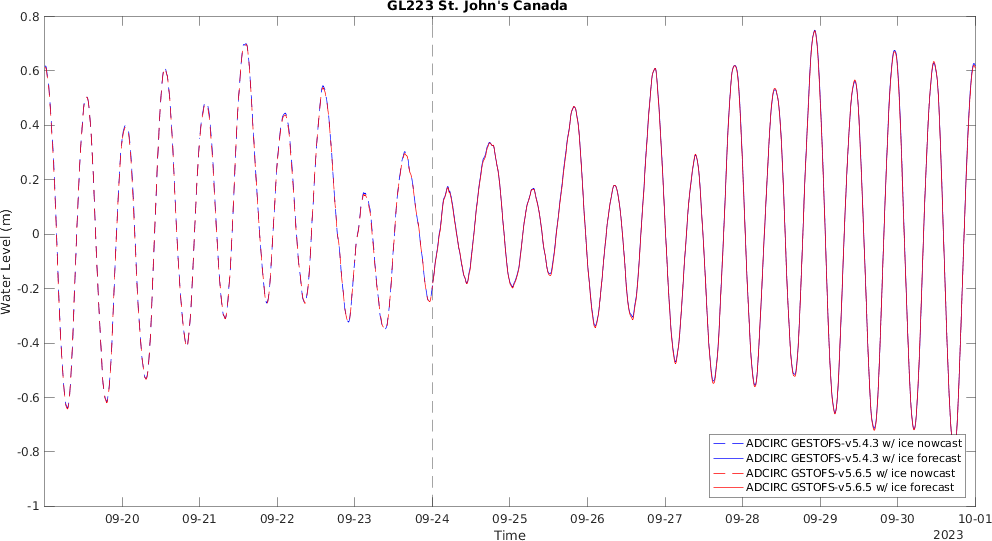 GL223 St. John's Canada
0.8
0.6
0.4
0.2
0
-0.2
-0.4
-0.6
-0.8
-1
Water Level (m)
ADCIRC GESTOFS-v5.4.3 w/ ice nowcast
ADCIRC GESTOFS-v5.4.3 w/ ice forecast
ADCIRC GSTOFS-v5.6.5 w/ ice nowcast
ADCIRC GSTOFS-v5.6.5 w/ ice forecast
09-20 09-21 09-22 09-23 09-24 09-25 09-26 09-27 09-28 09-29 09-30 10-01
Time
2023